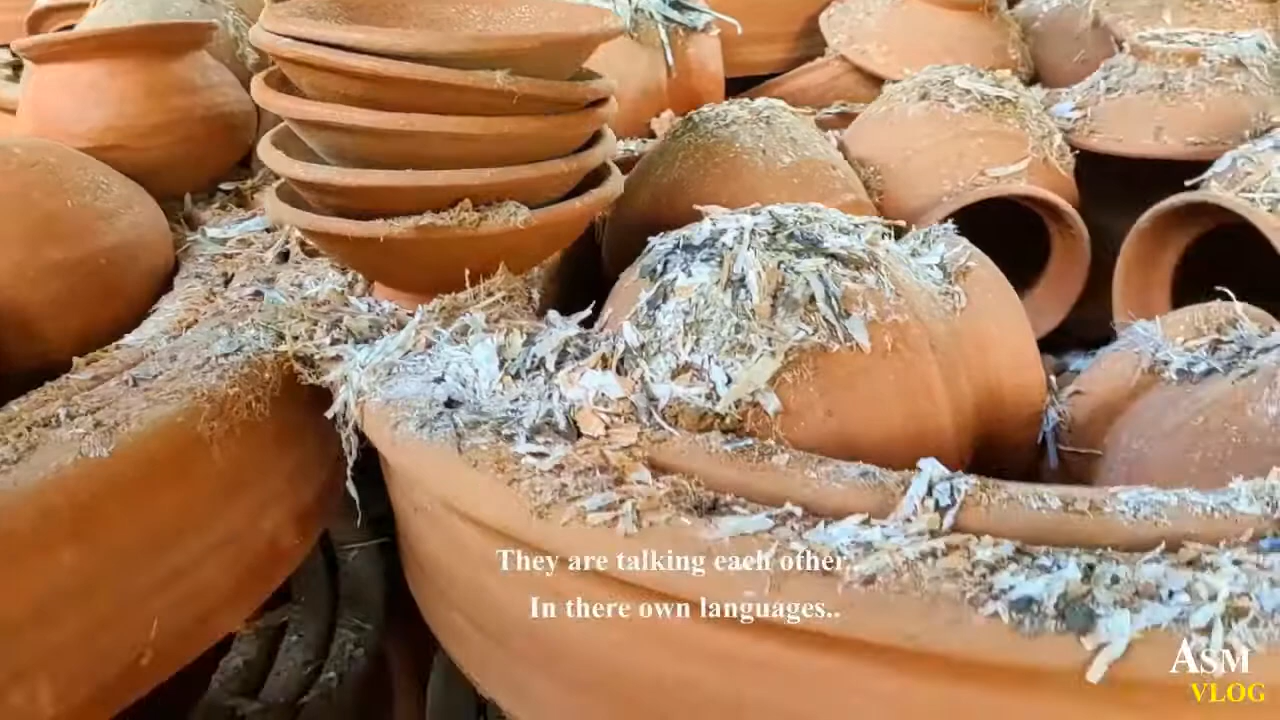 They are talking each other..
In there own languages..
ASM
VLOG